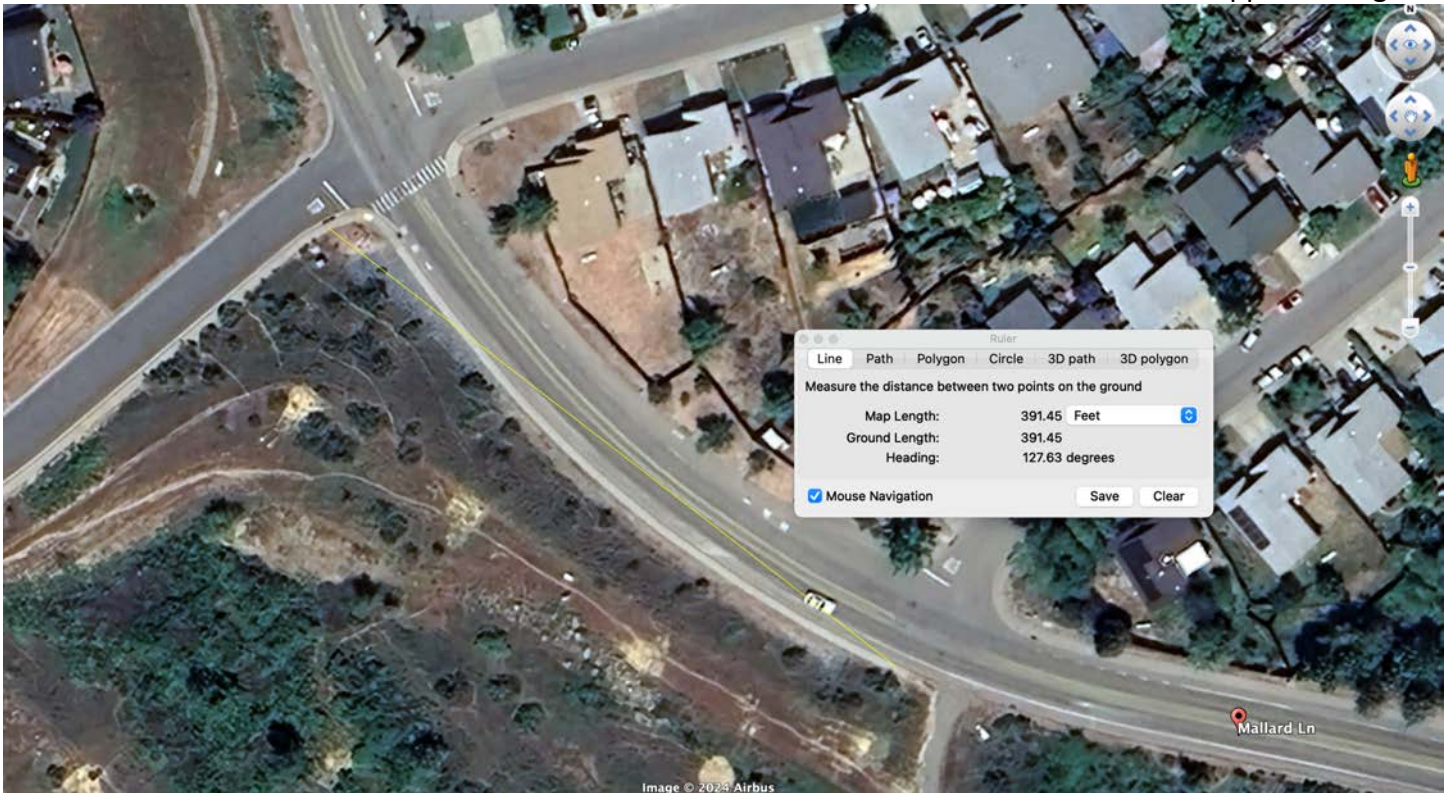 N
Ruler
Line Path Polygon Circle 3D path 3D polygon
Measure the distance between two points on the ground
Map Length: 391.45 Feet
Ground Length: 391.45
Heading: 127.63 degrees
Mouse Navigation Save Clear
Mallard Ln
Image © 2024 Airbus